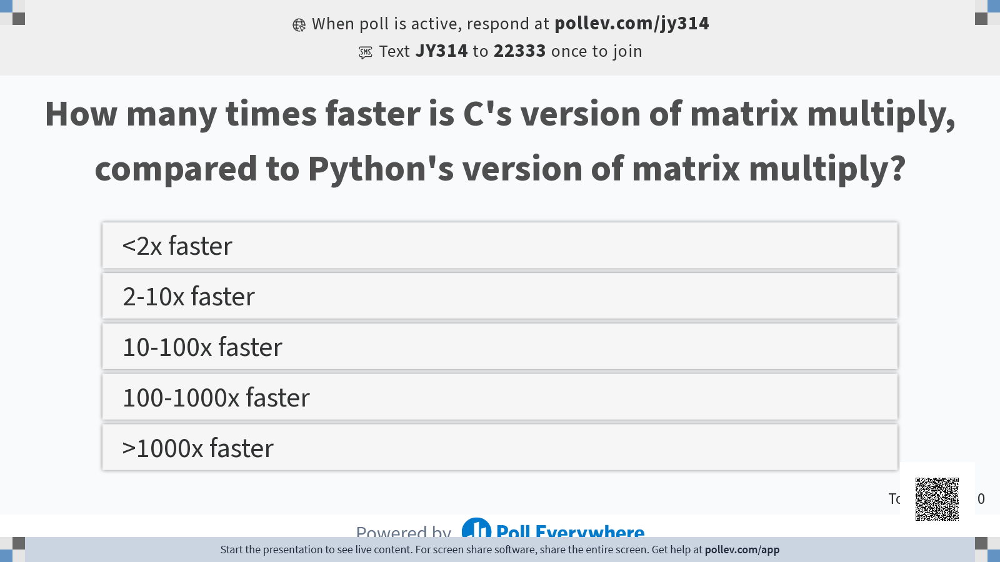 When poll is active, respond at pollev.com/jy314
SMS
Text JY314 to 22333 once to join
How many times faster is C's version of matrix multiply,
compared to Python's version of matrix multiply?
<2x faster
2-10x faster
10-100x faster
100-1000x faster
>1000x faster
0
Powered by Poll Everywhere
Start the presentation to see live content. For screen share software, share the entire screen. Get help at pollev.com/app